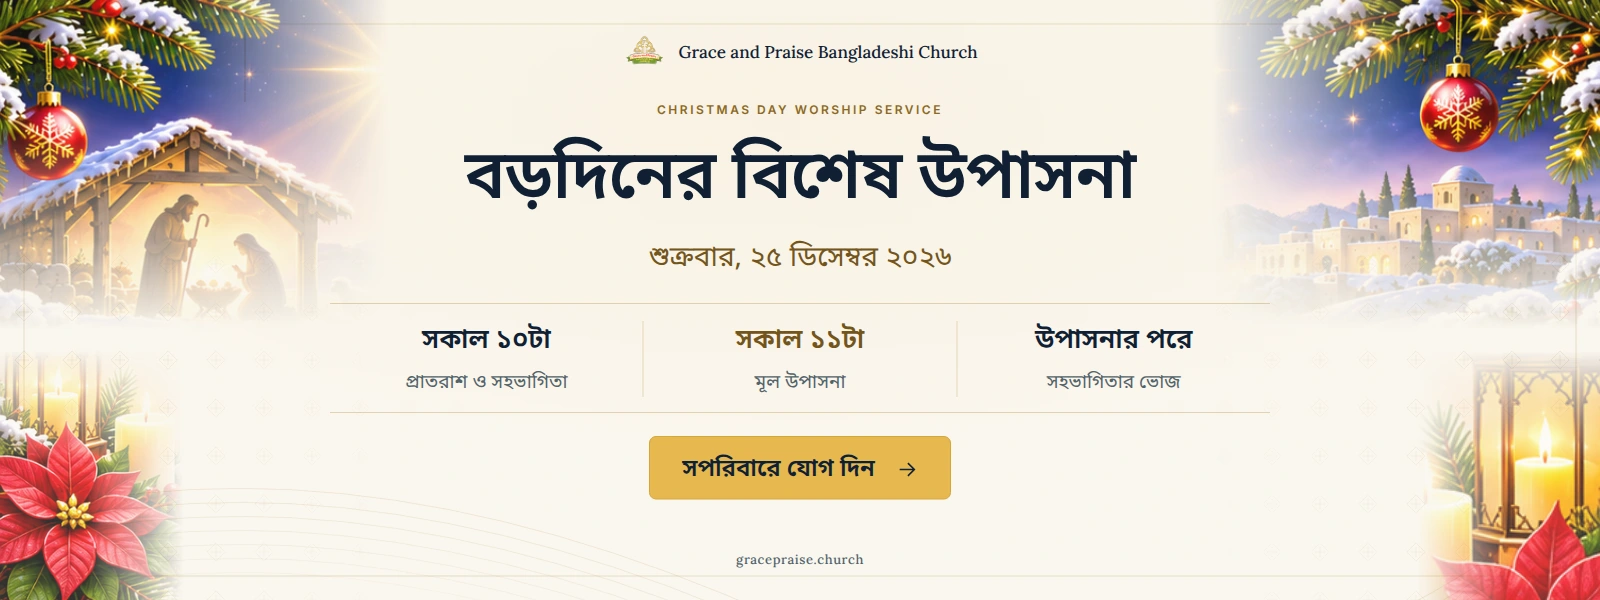 Grace and Praise Bangladeshi Church
CHRISTMAS DAY WORSHIP SERVICE
বড়দিনের বিশেষ উপাসনা
শুক্রবার, ২৫ ডিসেম্বর ২০২৬
সকাল ১০টা
প্রাতরাশ ও সহভাগিতা
সকাল ১১টা
মূল উপাসনা
উপাসনার পরে
সহভাগিতার ভোজ
সপরিবারে যোগ দিন →
gracepraise.church